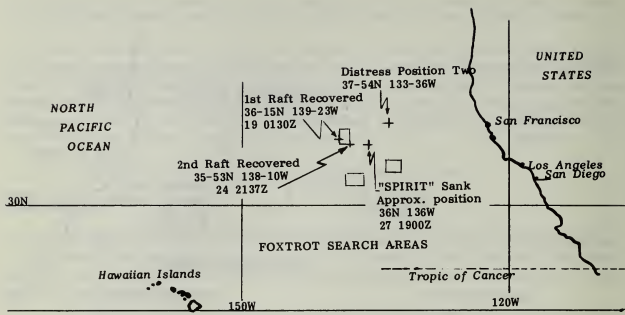 UNITED
STATES
Distress Position Two
37-54N 133-36W
NORTH
PACIFIC
OCEAN
1st Raft Recovered
36-15N 139-23W
19 0130Z
San Francisco
2nd Raft Recovered
35-53N 138-10W
24 2137Z
Los Angeles
San Diego
"SPIRIT" Sank
Approx. position
36N 136W
27 1900Z
30N
FOXTROT SEARCH AREAS
Hawaiian Islands
Tropic of Cancer
150W
120W